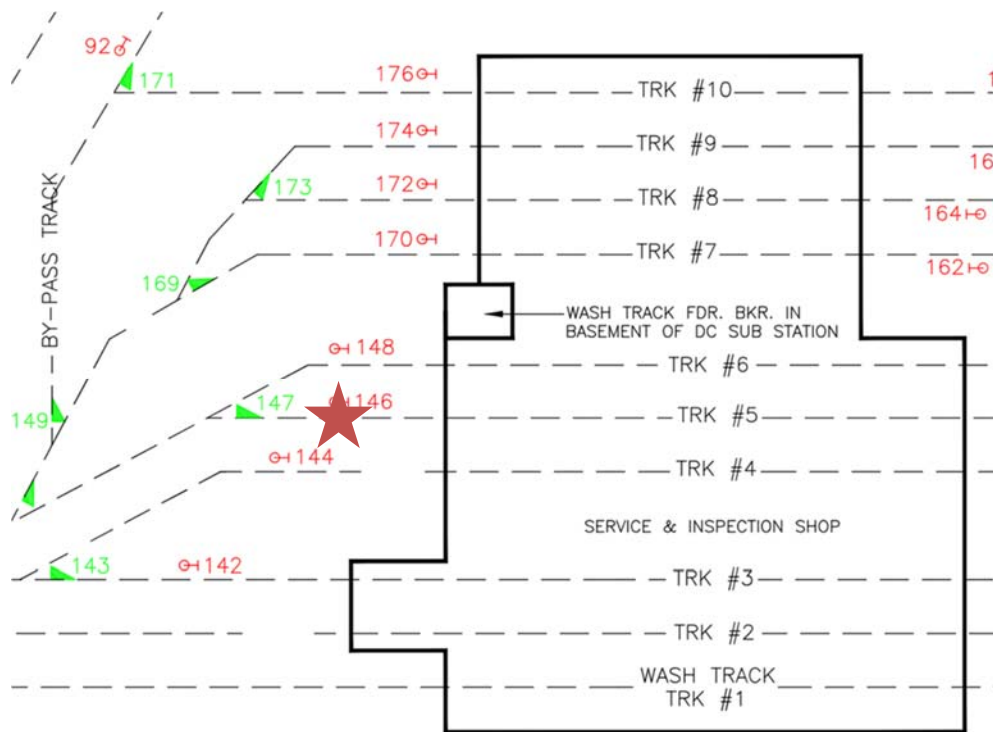 92
171
176
TRK #10
174
TRK #9
173
172
TRK #8
164
170
TRK #7
162
169
BY-PASS TRACK
WASH TRACK FDR. BKR. IN
BASEMENT OF DC SUB STATION
148
TRK #6
149
147
146
TRK #5
144
TRK #4
SERVICE & INSPECTION SHOP
143
142
TRK #3
TRK #2
WASH TRACK
TRK #1